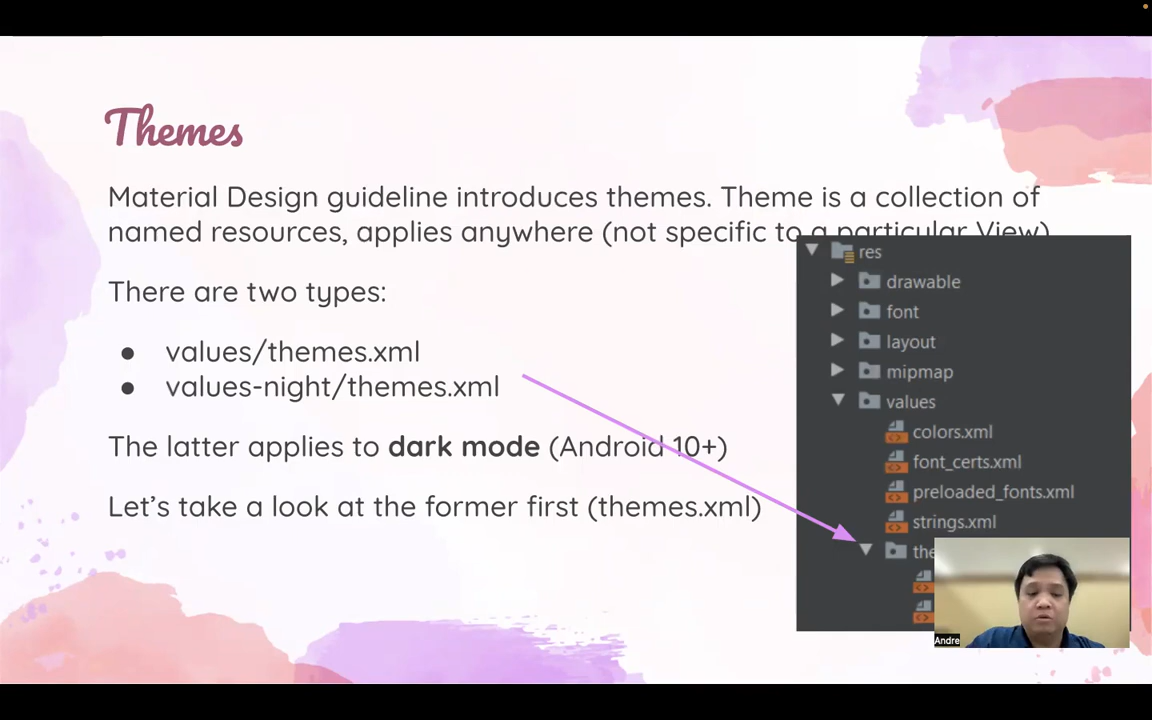 Themes
Material Design guideline introduces themes. Theme is a collection of
named resources, applies anywhere (not specific to a particular View)
There are two types:
● values/themes.xml
● values-night/themes.xml
The latter applies to dark mode (Android 10+)
Let's take a look at the former first (themes.xml)
res
drawable
font
layout
mipmap
values
colors.xml
font_certs.xml
preloaded_fonts.xml
strings.xml
Andre